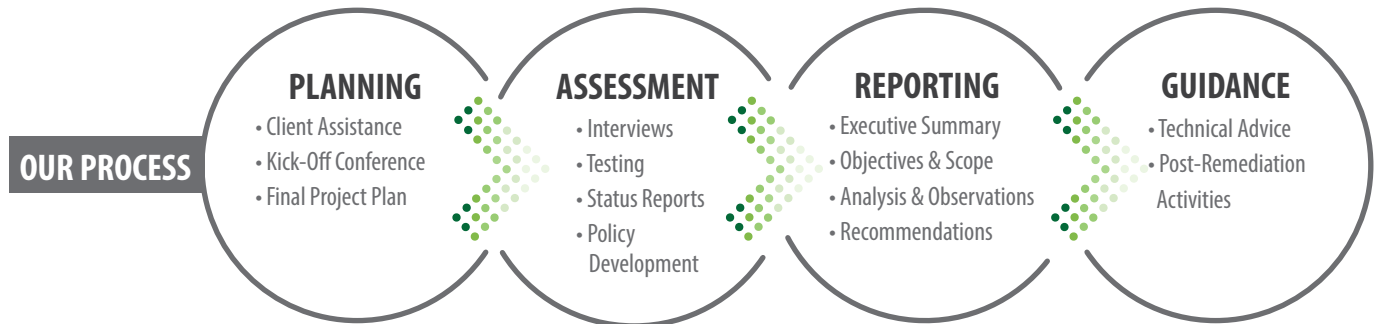 OUR PROCESS
PLANNING
• Client Assistance
• Kick-Off Conference
• Final Project Plan
ASSESSMENT
• Interviews
• Testing
• Status Reports
• Policy
Development
REPORTING
• Executive Summary
• Objectives & Scope
• Analysis & Observations
• Recommendations
GUIDANCE
• Technical Advice
• Post-Remediation
Activities